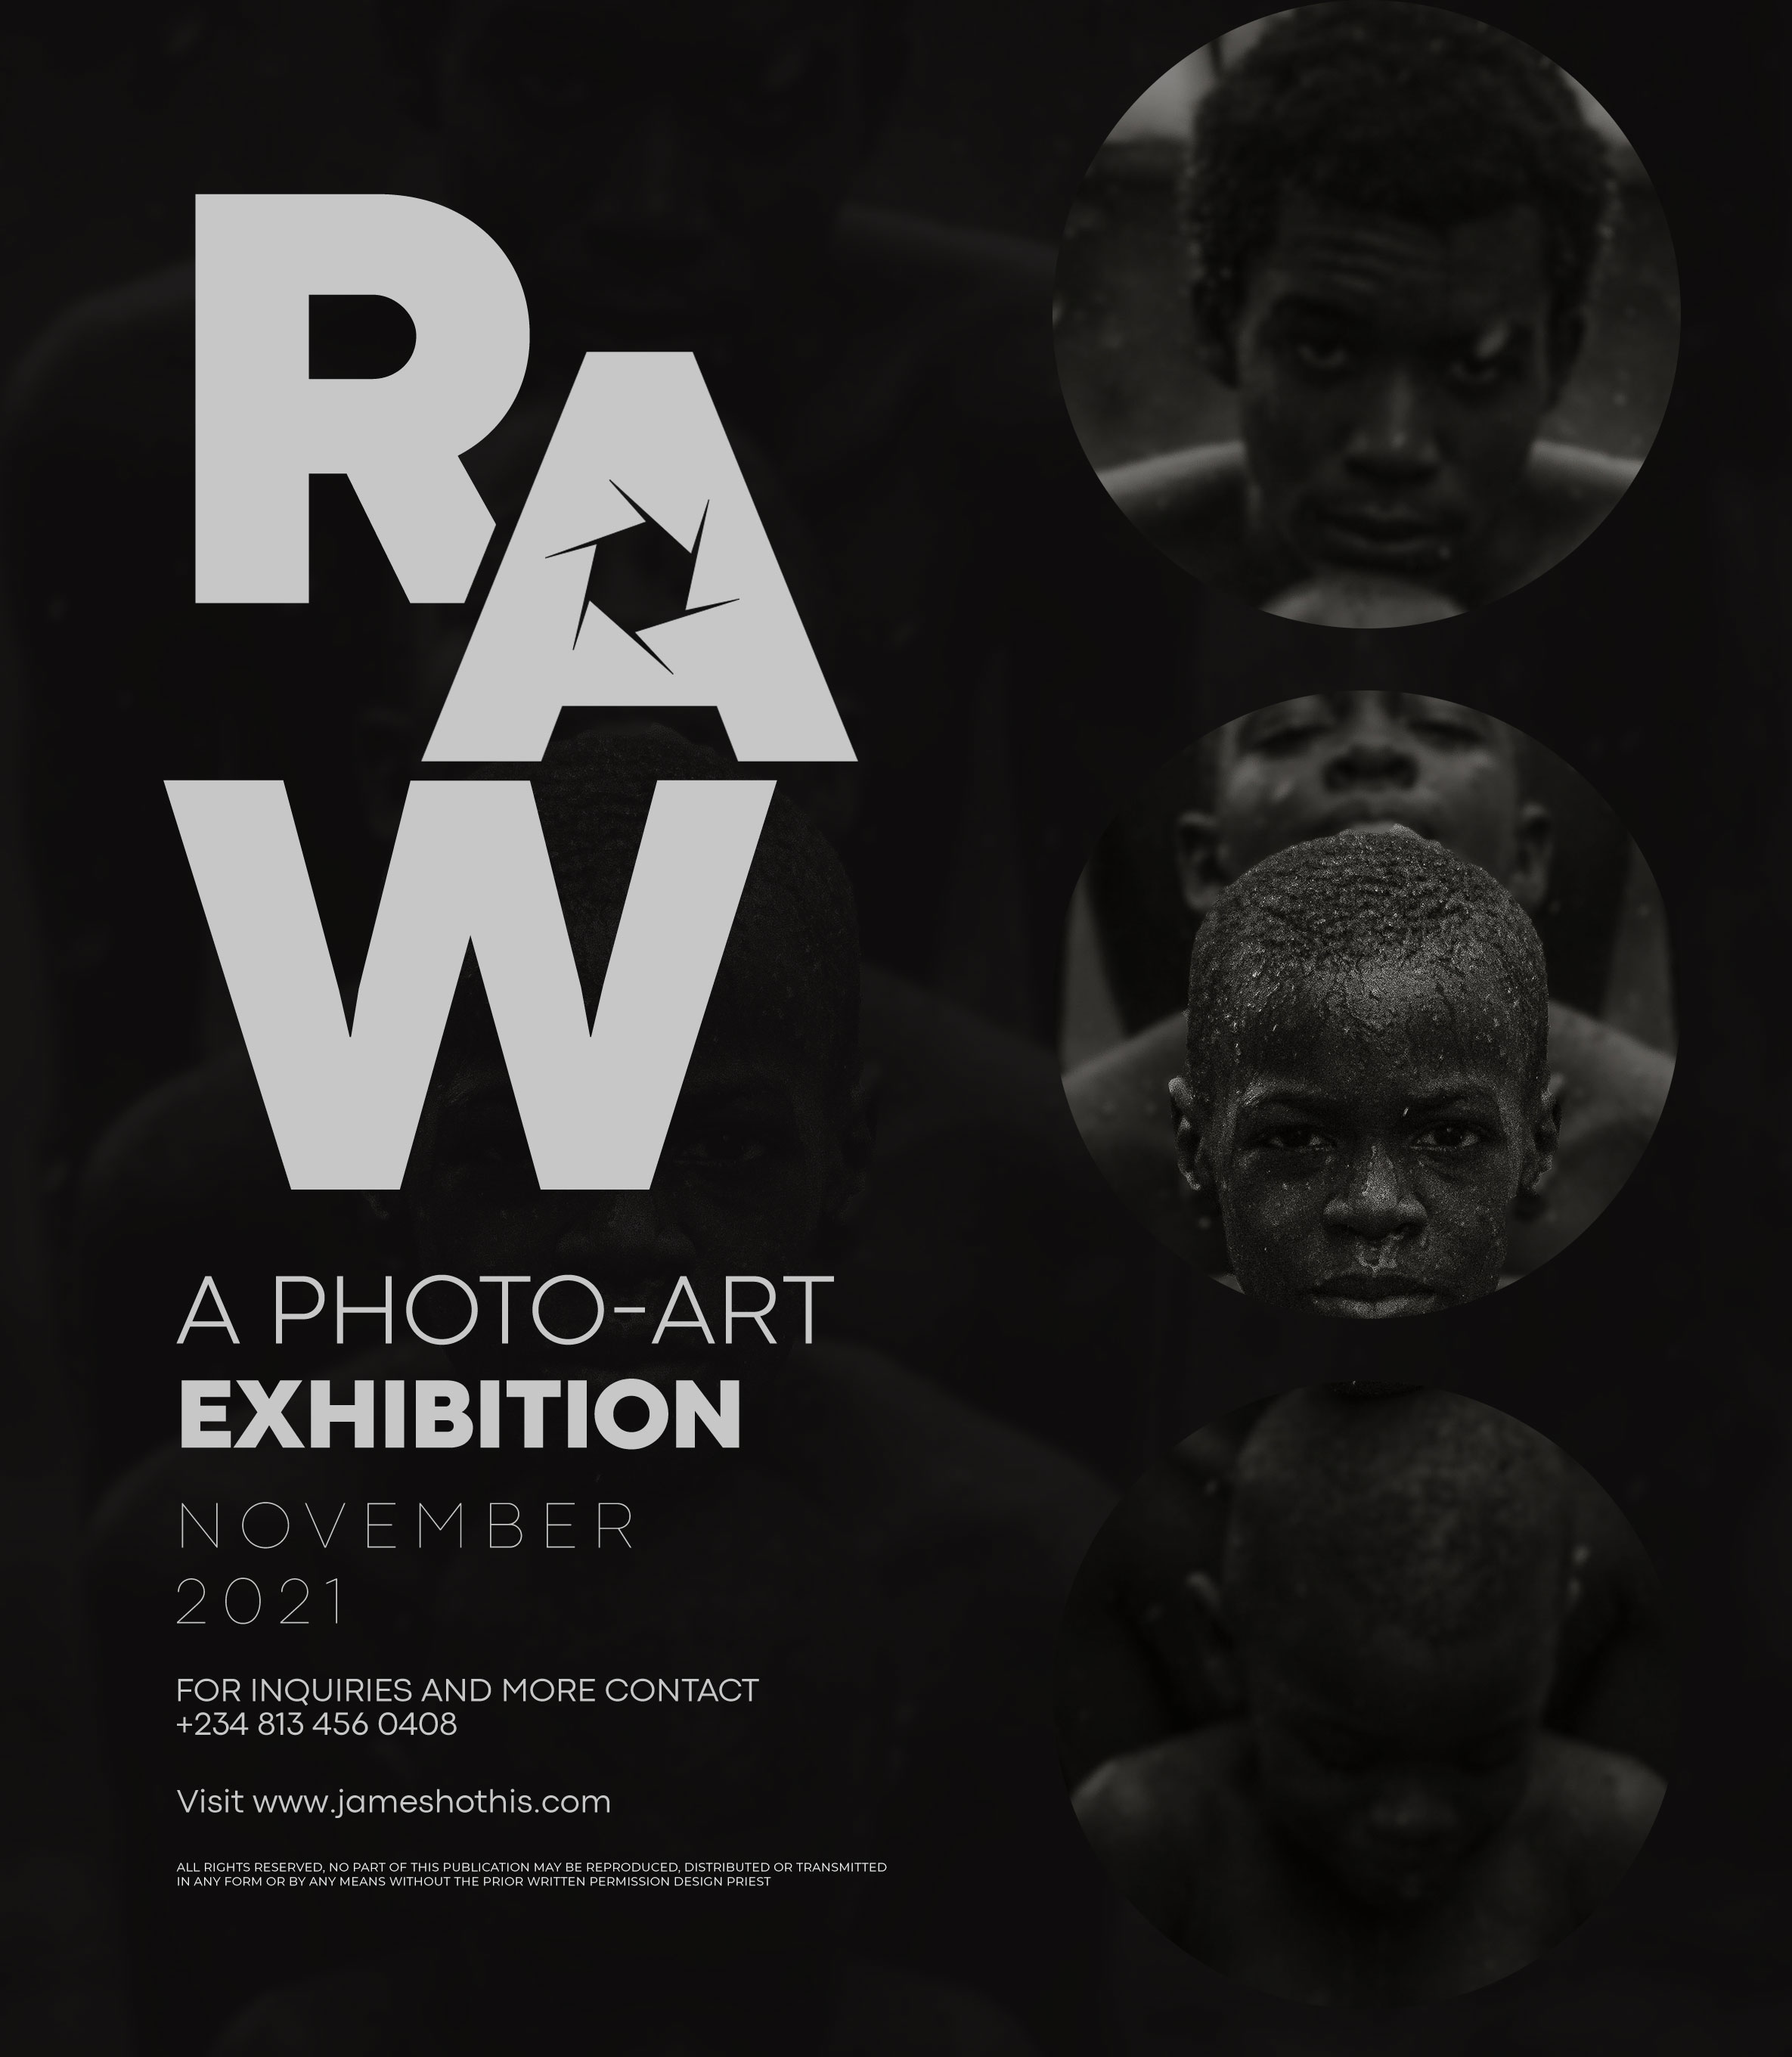 RAW
A PHOTO-ART
EXHIBITION
NOVEMBER
2021
FOR INQUIRIES AND MORE CONTACT
+234 813 456 0408
Visit www.jameshothis.com
ALL RIGHTS RESERVED, NO PART OF THIS PUBLICATION MAY BE REPRODUCED, DISTRIBUTED OR TRANSMITTED
IN ANY FORM OR BY ANY MEANS WITHOUT THE PRIOR WRITTEN PERMISSION DESIGN PRIEST